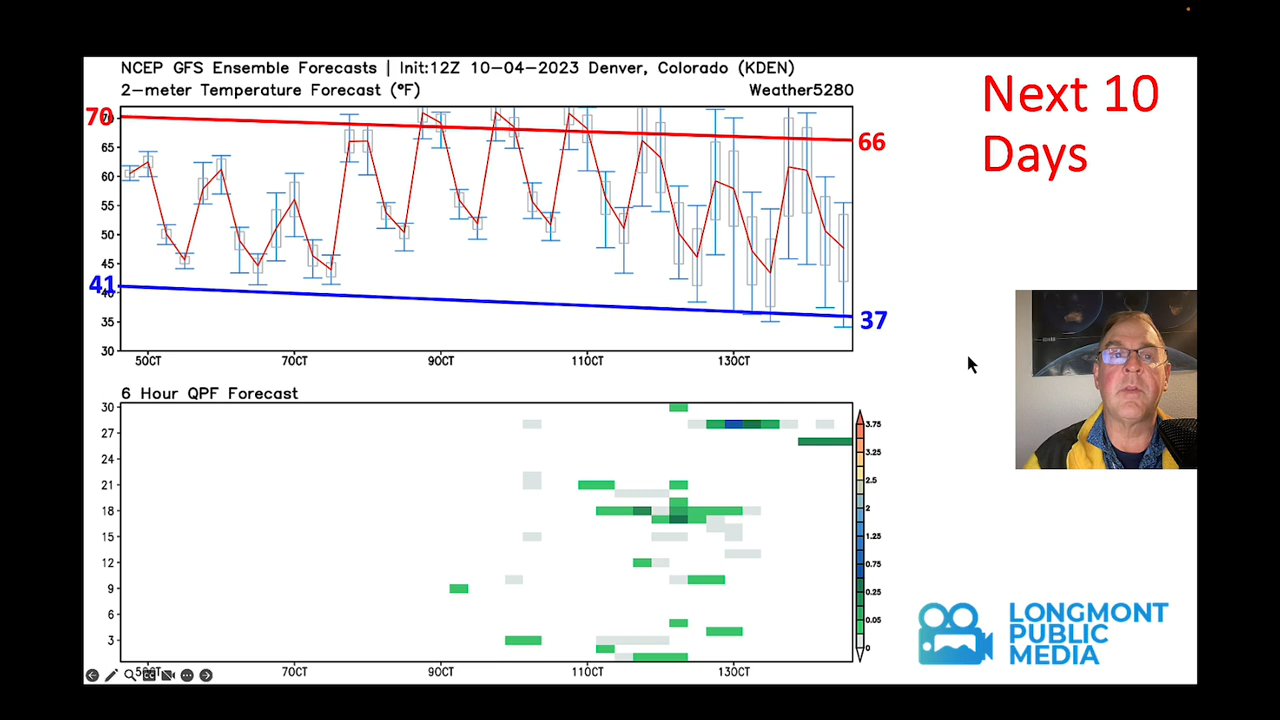 NCEP GFS Ensemble Forecasts | Init:12Z 10-04-2023 Denver, Colorado (KDEN)
2-meter Temperature Forecast (°F)
Weather5280
Next 10
Days
70
66
65
60
55
50
45
41
40
37
35
30
5OCT
7OCT
9OCT
11OCT
13OCT
6 Hour QPF Forecast
30
27
24
21
18
15
12
9
6
3
3.75
3.25
2.5
2
1.25
0.75
0.25
0.05
0
7OCT
9OCT
11OCT
13OCT
LONGMONT
PUBLIC
MEDIA